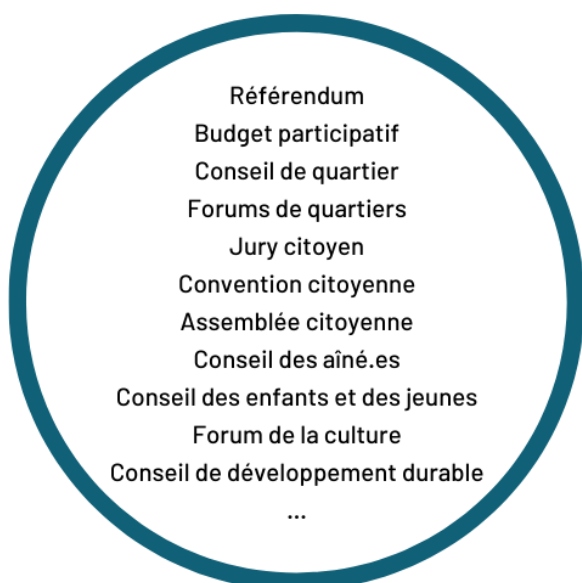 Référendum
Budget participatif
Conseil de quartier
Forums de quartiers
Jury citoyen
Convention citoyenne
Assemblée citoyenne
Conseil des aîné.es
Conseil des enfants et des jeunes
Forum de la culture
Conseil de développement durable
...